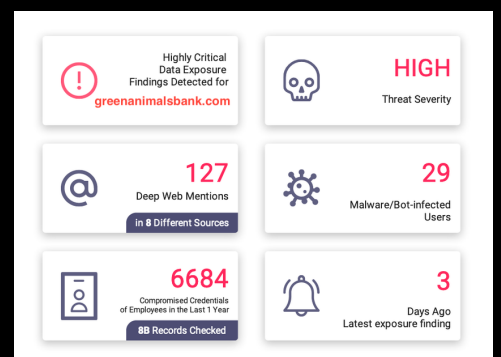 Highly Critical
Data Exposure
Findings Detected for
greenanimalsbank.com
HIGH
Threat Severity
127
Deep Web Mentions
in 8 Different Sources
29
Malware/Bot-infected
Users
6684
Compromised Credentials
of Employees in the Last 1 Year
8B Records Checked
3
Days Ago
Latest exposure finding